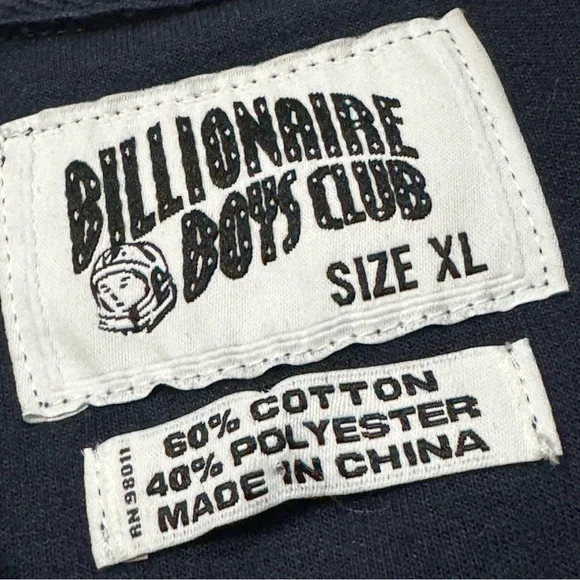 BILLIONAIRE
BOYS CLUB
SIZE XL
60% COTTON
40% POLYESTER
MADE IN CHINA
RN 98011